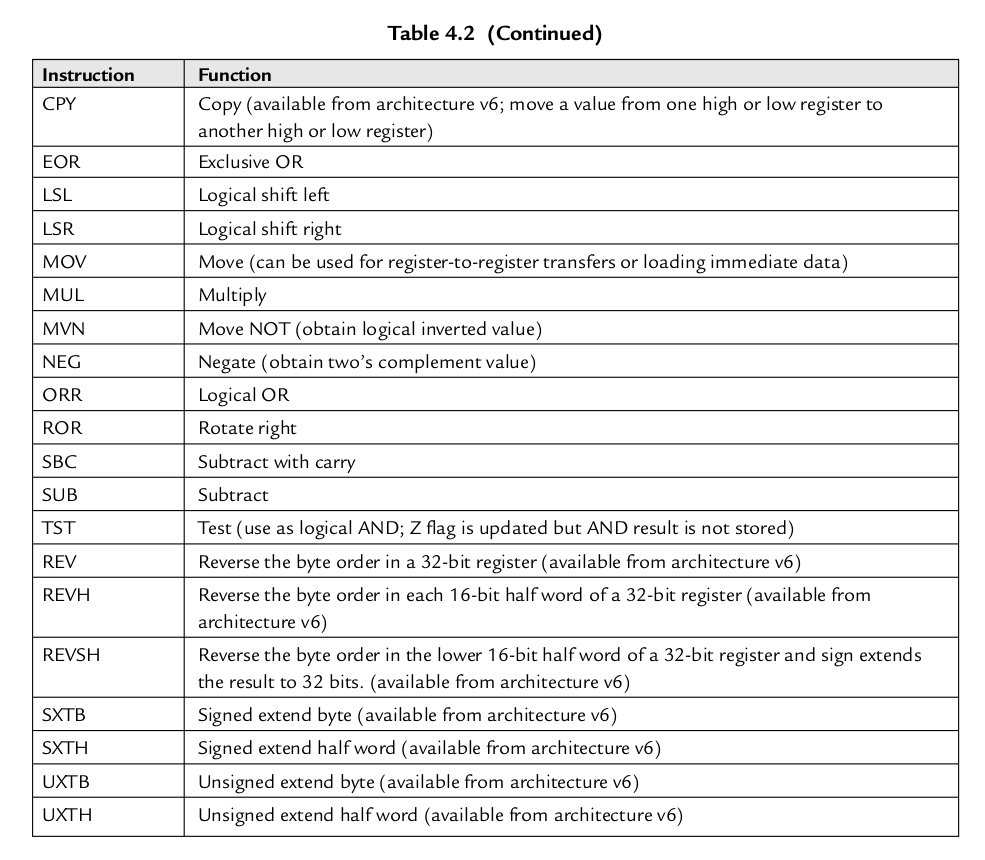 Table 4.2 (Continued)
Instruction Function
CPY Copy (available from architecture v6; move a value from one high or low register to
another high or low register)
EOR Exclusive OR
LSL Logical shift left
LSR Logical shift right
MOV Move (can be used for register-to-register transfers or loading immediate data)
MUL Multiply
MVN Move NOT (obtain logical inverted value)
NEG Negate (obtain two's complement value)
ORR Logical OR
ROR Rotate right
SBC Subtract with carry
SUB Subtract
TST Test (use as logical AND; Z flag is updated but AND result is not stored)
REV Reverse the byte order in a 32-bit register (available from architecture v6)
REVH Reverse the byte order in each 16-bit half word of a 32-bit register (available from
architecture v6)
REVSH Reverse the byte order in the lower 16-bit half word of a 32-bit register and sign extends
the result to 32 bits. (available from architecture v6)
SXTB Signed extend byte (available from architecture v6)
SXTH Signed extend half word (available from architecture v6)
UXTB Unsigned extend byte (available from architecture v6)
UXTH Unsigned extend half word (available from architecture v6)